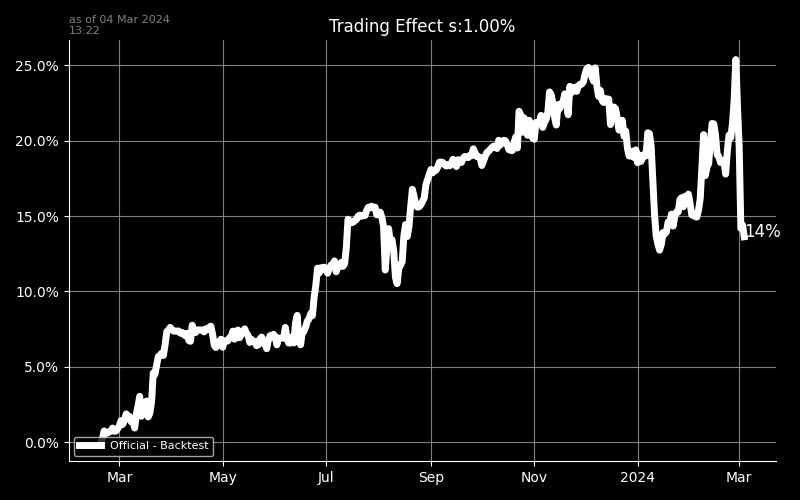 as of 04 Mar 2024
13:22
Trading Effect s:1.00%
25.0%
20.0%
15.0%
14%
10.0%
5.0%
0.0%
Official - Backtest
Mar May Jul Sep Nov 2024 Mar